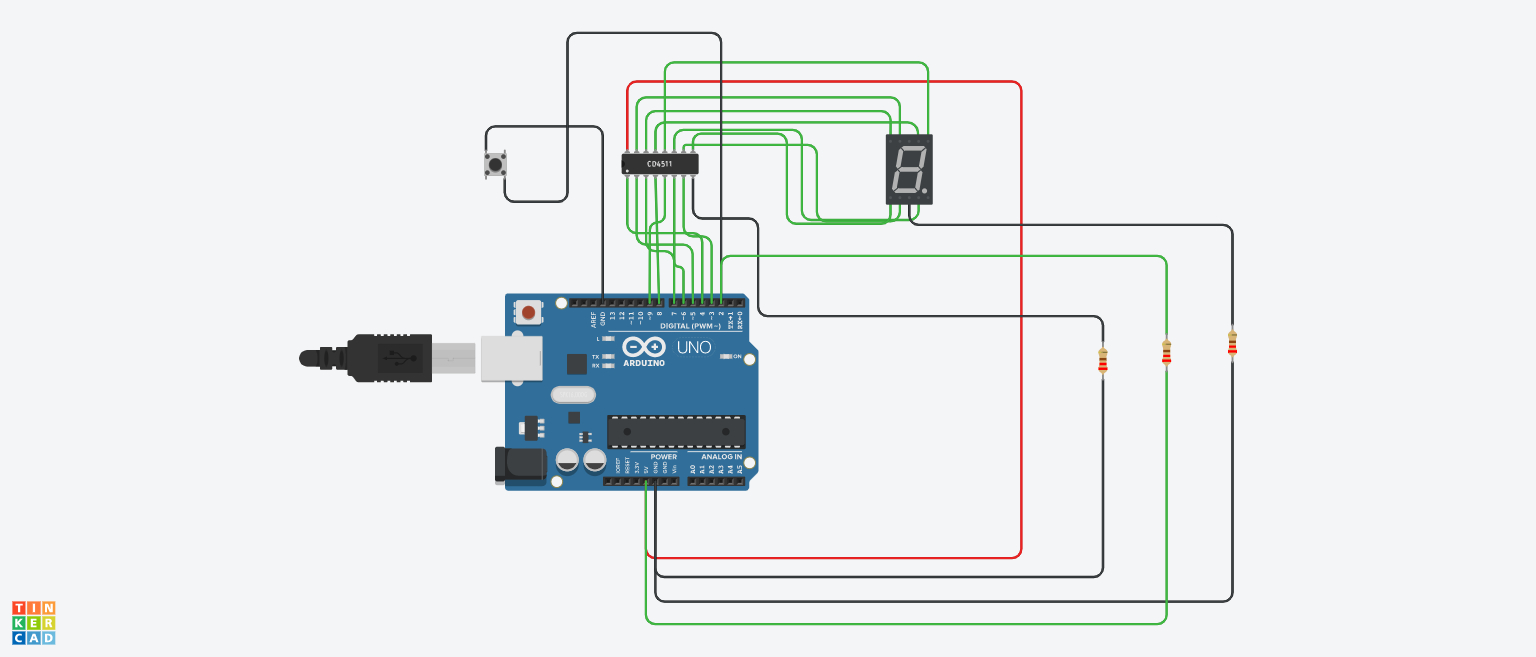 CD4511
AREF
GND
13
12
~11
~10
~9
8
7
~6
~5
4
~3
2
TX→1
RX←0
DIGITAL (PWM~)
L
TX
RX
UNO
ARDUINO
ON
POWER
ANALOG IN
IOREF
RESET
3.3V
5V
GND
GND
Vin
A0
A1
A2
A3
A4
A5
TIN
KER
CAD